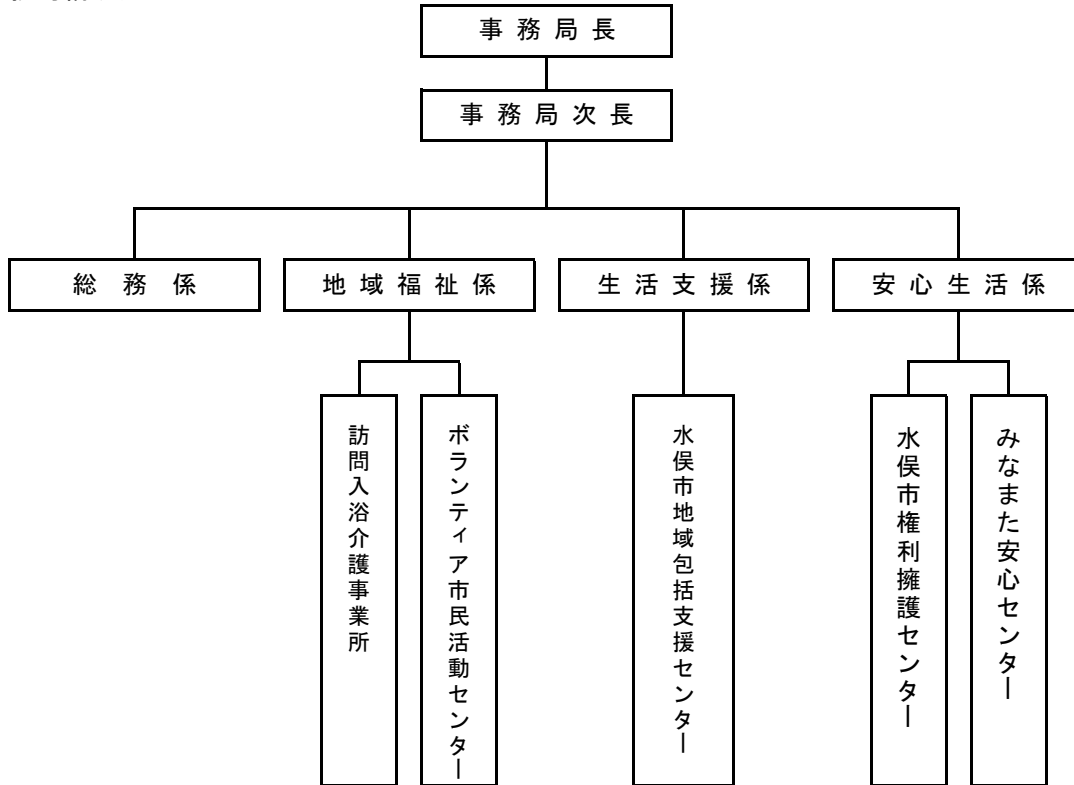 事務局長
事務局次長
総務係
地域福祉係
生活支援係
安心生活係
訪問入浴介護事業所
ボランティア市民活動センター
水俣市地域包括支援センター
水俣市権利擁護センター
みなまた安心センター